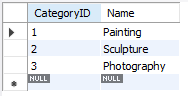 CategoryID Name
1 Painting
2 Sculpture
3 Photography
NULL NULL